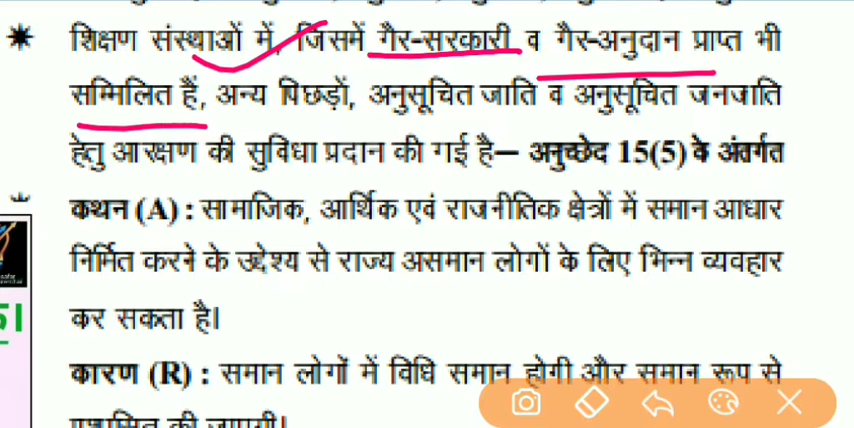 शिक्षण संस्थाओं में, जिसमें गैर-सरकारी व गैर-अनुदान प्राप्त भी
सम्मिलित हैं, अन्य पिछड़ों, अनुसूचित जाति व अनुसूचित जनजाति
हेतु आरक्षण की सुविधा प्रदान की गई है— अनुच्छेद 15(5) के अंतर्गत
कथन (A) : सामाजिक, आर्थिक एवं राजनीतिक क्षेत्रों में समान आधार
निर्मित करने के उद्देश्य से राज्य असमान लोगों के लिए भिन्न व्यवहार
कर सकता है।
कारण (R) : समान लोगों में विधि समान होगी और समान रूप से